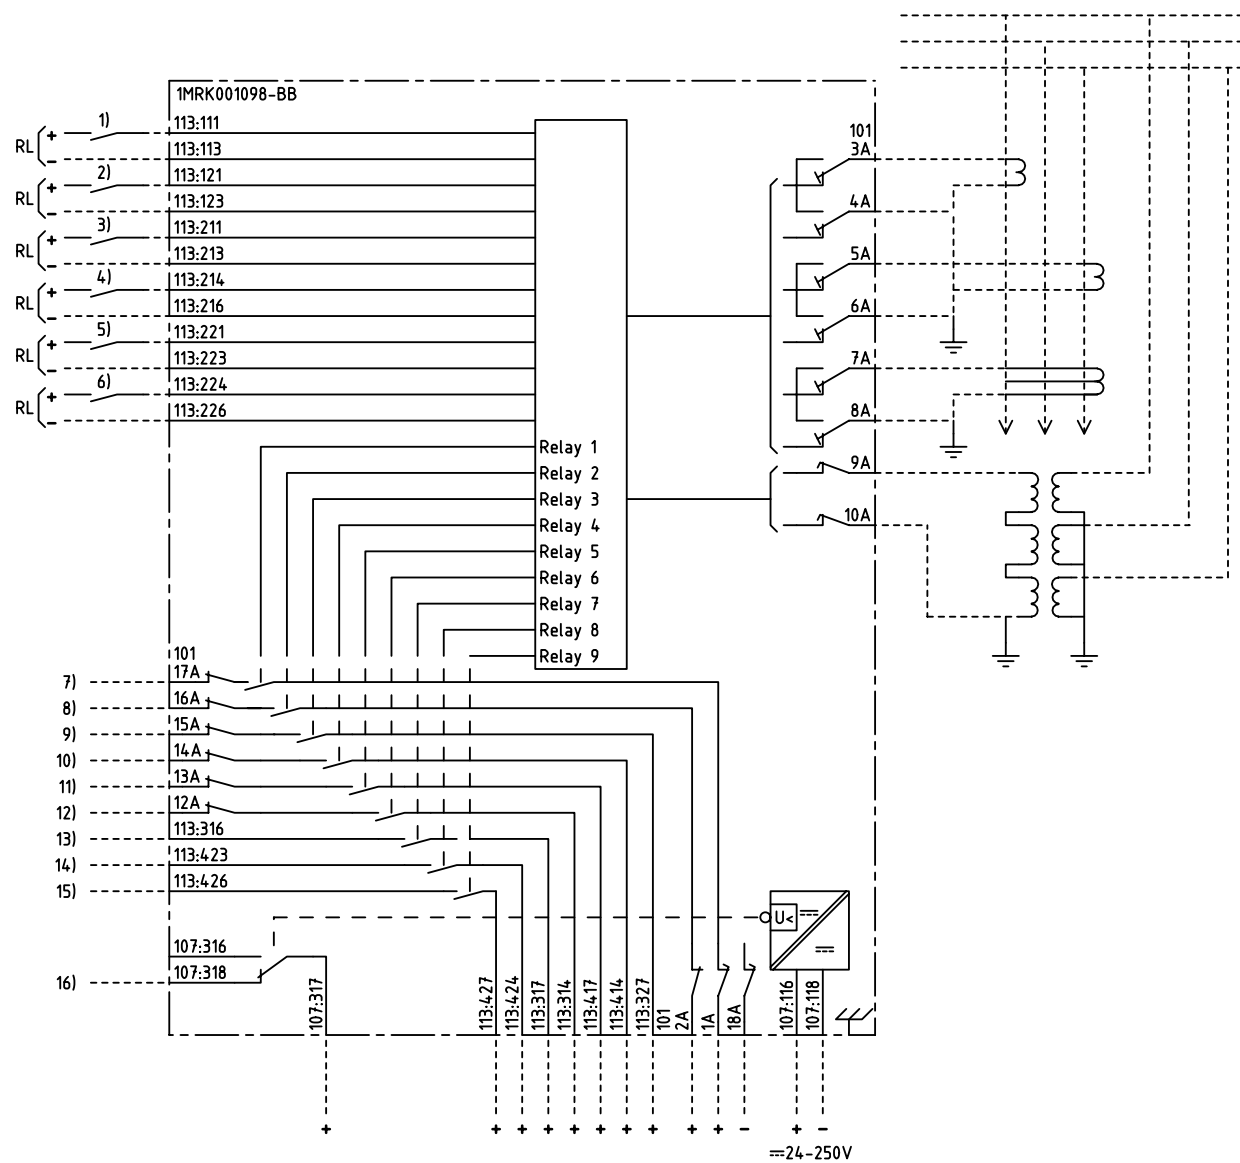 1MRK001098-BB
1)
113:111
RL
+
-
113:113
2)
113:121
RL
+
-
113:123
3)
113:211
RL
+
-
113:213
4)
113:214
RL
+
-
113:216
5)
113:221
RL
+
-
113:223
6)
113:224
RL
+
-
113:226
101
3A
4A
5A
6A
7A
8A
9A
10A
Relay 1
Relay 2
Relay 3
Relay 4
Relay 5
Relay 6
Relay 7
Relay 8
Relay 9
101
7) 17A
8) 16A
9) 15A
10) 14A
11) 13A
12) 12A
13) 113:316
14) 113:423
15) 113:426
107:316
16) 107:318
U<
107:317
113:427
113:424
113:317
113:314
113:417
113:414
113:327
101
2A
1A
18A
107:116
107:118
+ + + + + + + + + + - + -
24-250V